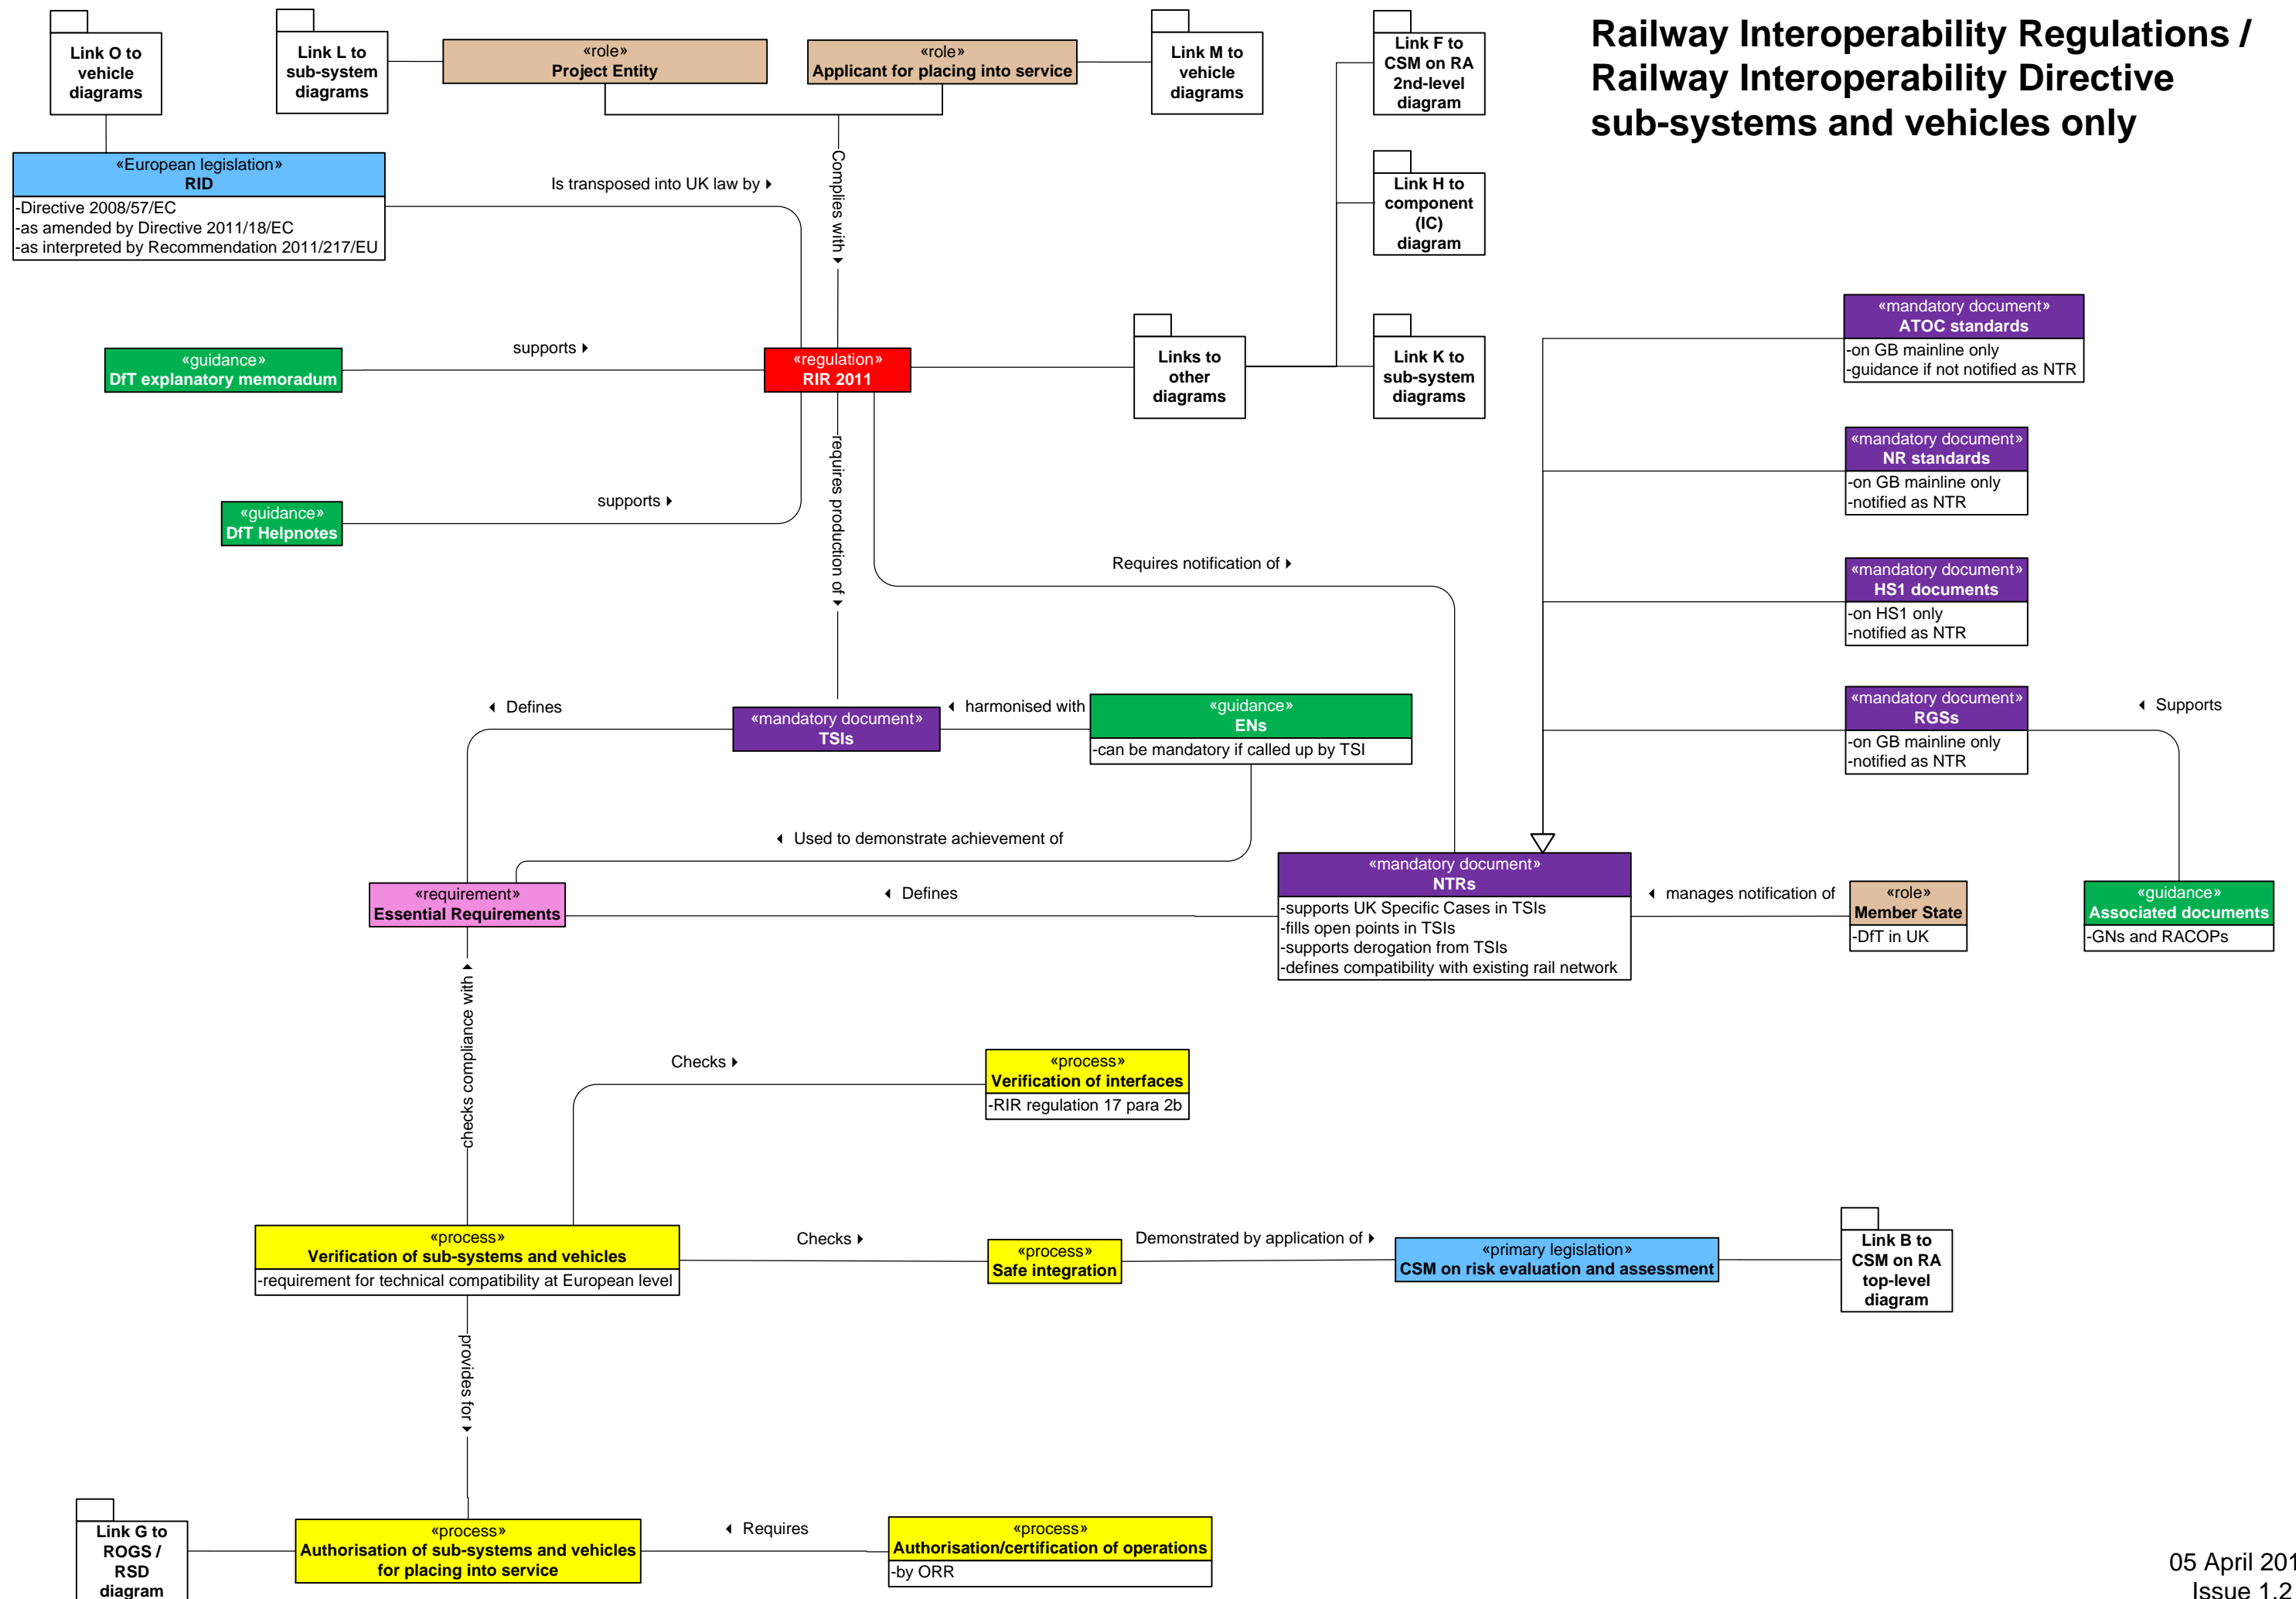 Railway Interoperability Regulations /
Railway Interoperability Directive
sub-systems and vehicles only
Link O to
vehicle
diagrams
Link L to
sub-system
diagrams
«role»
Project Entity
«role»
Applicant for placing into service
Link M to
vehicle
diagrams
Link F to
CSM on RA
2nd-level
diagram
«European legislation»
RID
-Directive 2008/57/EC
-as amended by Directive 2011/18/EC
-as interpreted by Recommendation 2011/217/EU
Is transposed into UK law by ▶
Complies with ▶
Link H to
component
(IC)
diagram
«guidance»
DfT explanatory memoradum
supports ▶
«regulation»
RIR 2011
Links to
other
diagrams
Link K to
sub-system
diagrams
«mandatory document»
ATOC standards
-on GB mainline only
-guidance if not notified as NTR
«guidance»
DfT Helpnotes
supports ▶
requires production of ▶
Requires notification of ▶
«mandatory document»
NR standards
-on GB mainline only
-notified as NTR
«mandatory document»
HS1 documents
-on HS1 only
-notified as NTR
◀ Defines
«mandatory document»
TSIs
◀ harmonised with
«guidance»
ENs
-can be mandatory if called up by TSI
«mandatory document»
RGSs
-on GB mainline only
-notified as NTR
◀ Supports
◀ Used to demonstrate achievement of
«requirement»
Essential Requirements
◀ Defines
«mandatory document»
NTRs
-supports UK Specific Cases in TSIs
-fills open points in TSIs
-supports derogation from TSIs
-defines compatibility with existing rail network
◀ manages notification of
«role»
Member State
-DfT in UK
«guidance»
Associated documents
-GNs and RACOPs
checks compliance with ▶
Checks ▶
«process»
Verification of interfaces
-RIR regulation 17 para 2b
«process»
Verification of sub-systems and vehicles
-requirement for technical compatibility at European level
Checks ▶
«process»
Safe integration
Demonstrated by application of ▶
«primary legislation»
CSM on risk evaluation and assessment
Link B to
CSM on RA
top-level
diagram
provides for ▶
Link G to
ROGS /
RSD
diagram
«process»
Authorisation of sub-systems and vehicles
for placing into service
◀ Requires
«process»
Authorisation/certification of operations
-by ORR
05 April 201
Issue 1.2